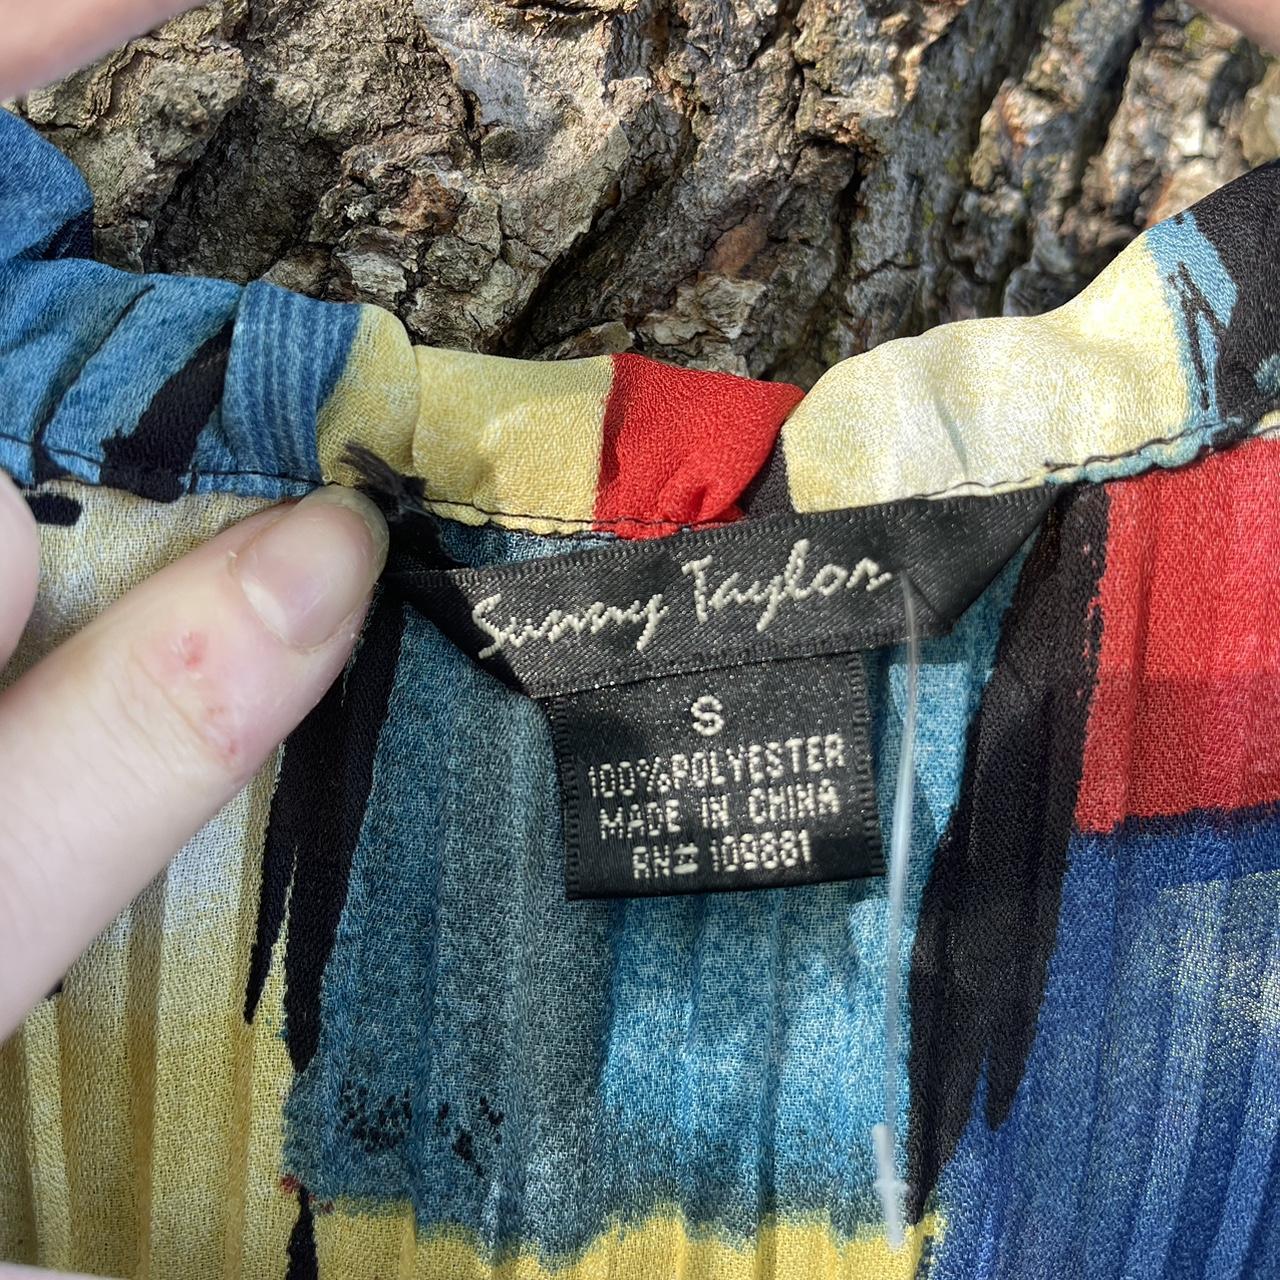 Sunny Taylor
S
100% POLYESTER
MADE IN CHINA
RN# 109881